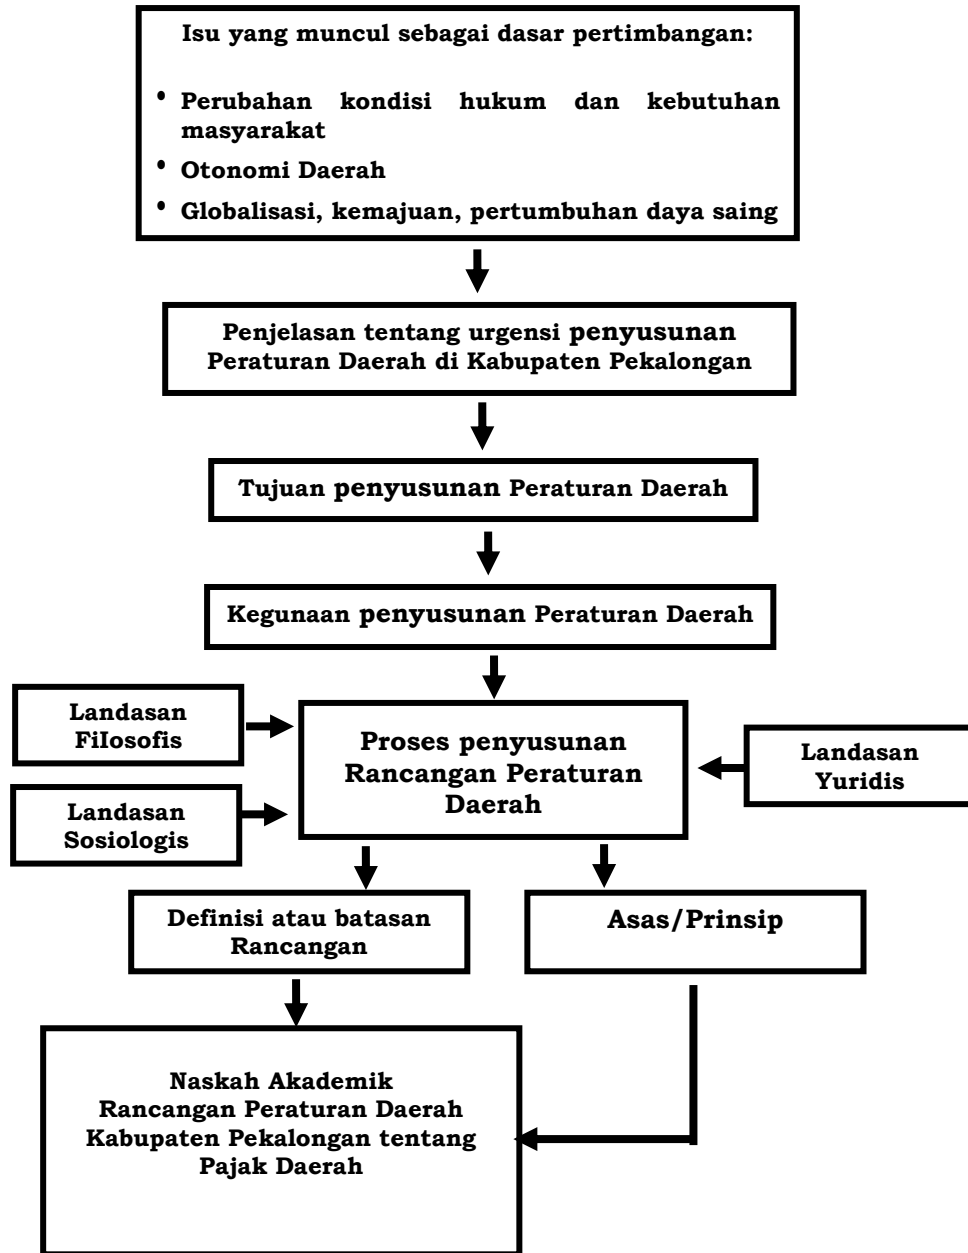 Isu yang muncul sebagai dasar pertimbangan:
• Perubahan kondisi hukum dan kebutuhan
masyarakat
• Otonomi Daerah
• Globalisasi, kemajuan, pertumbuhan daya saing
Penjelasan tentang urgensi penyusunan
Peraturan Daerah di Kabupaten Pekalongan
Tujuan penyusunan Peraturan Daerah
Kegunaan penyusunan Peraturan Daerah
Landasan
Filosofis
Proses penyusunan
Rancangan Peraturan
Daerah
Landasan
Yuridis
Landasan
Sosiologis
Definisi atau batasan
Rancangan
Asas/Prinsip
Naskah Akademik
Rancangan Peraturan Daerah
Kabupaten Pekalongan tentang
Pajak Daerah